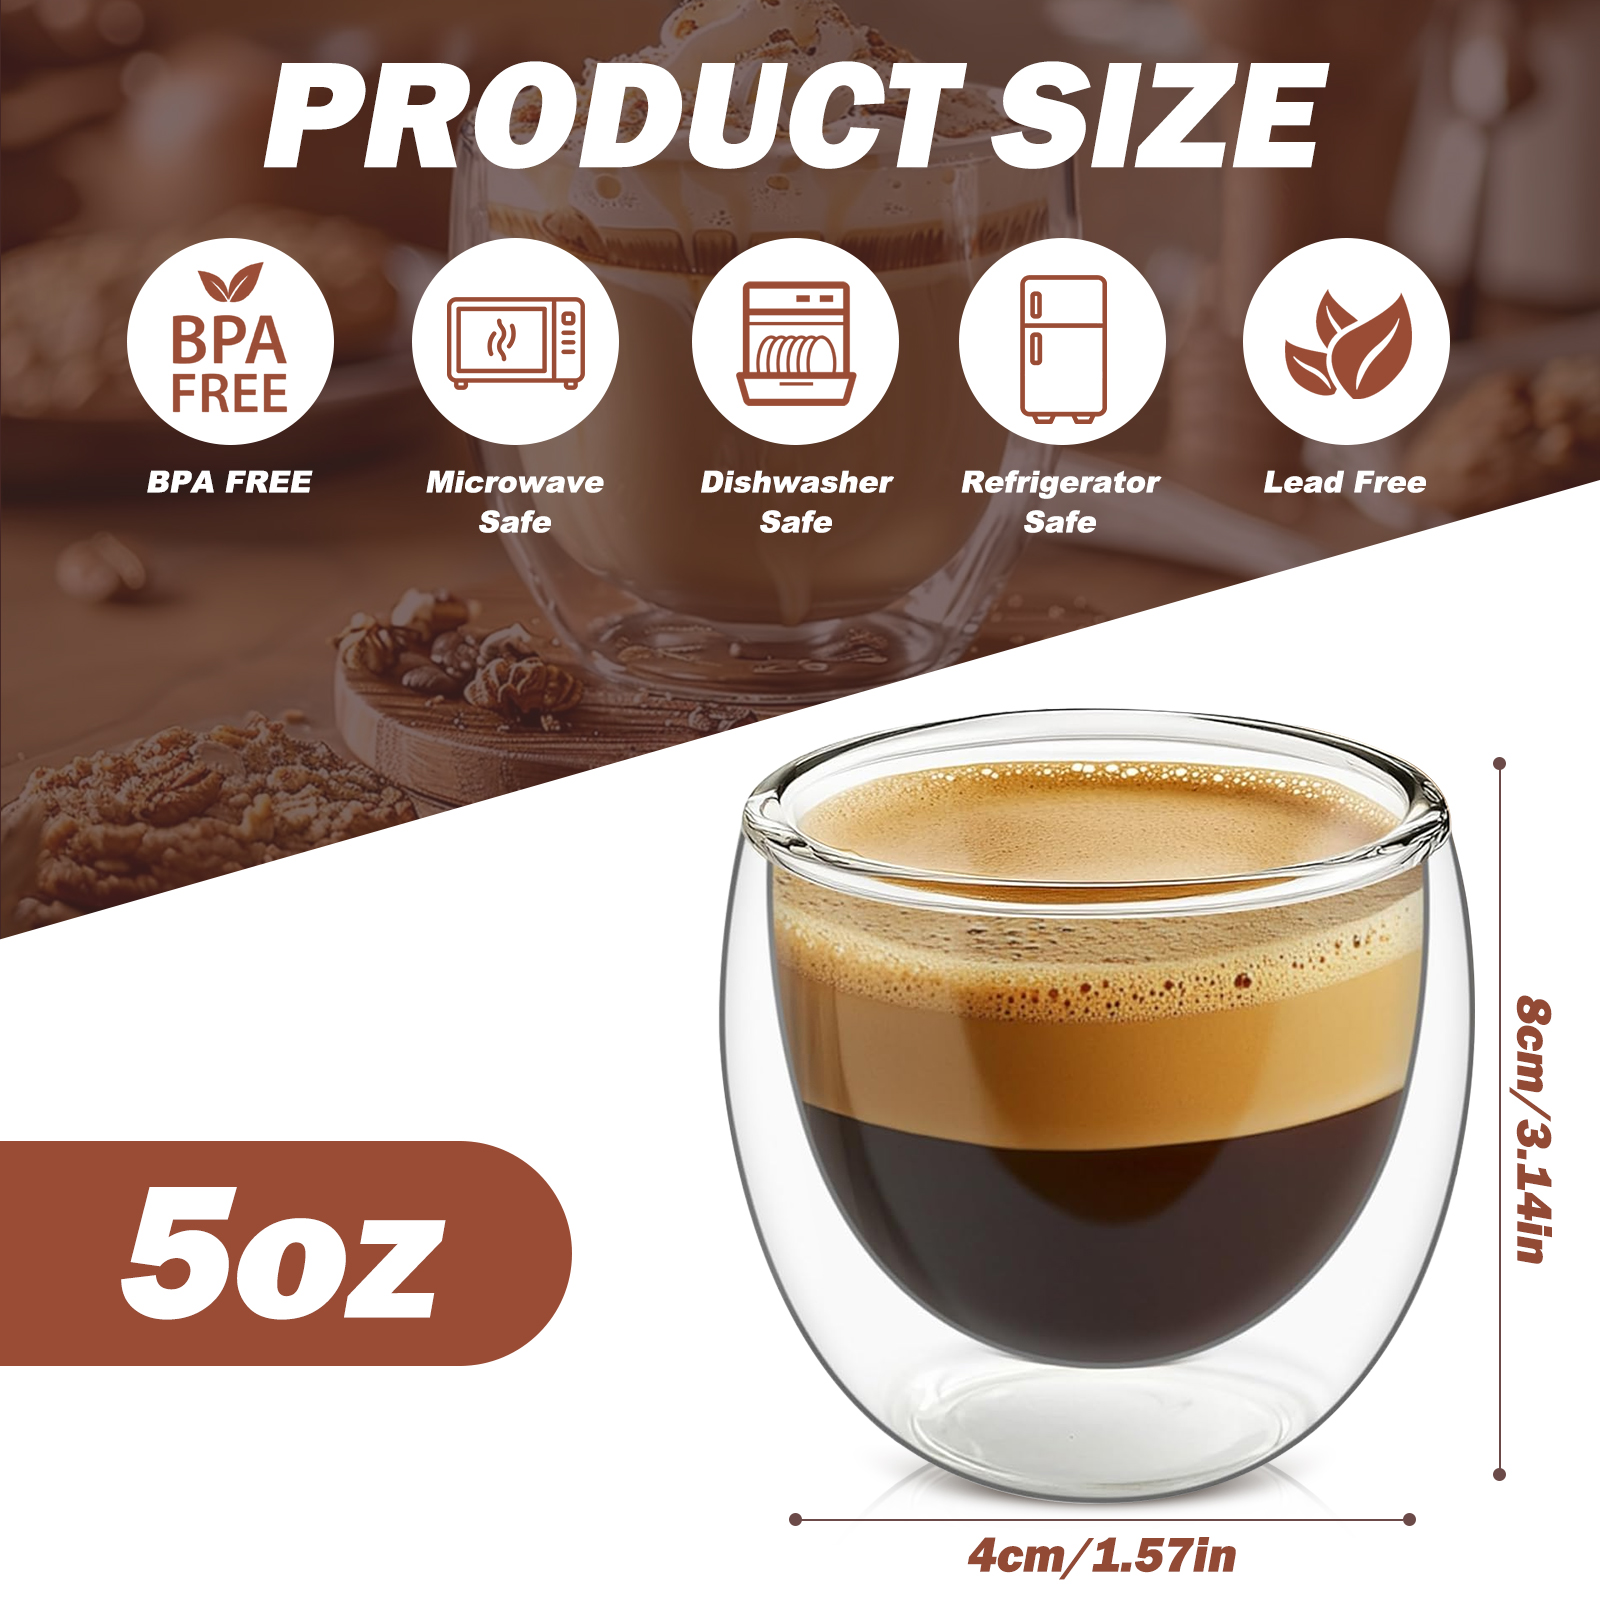 PRODUCT SIZE
BPA
FREE
BPA FREE
Microwave
Safe
Dishwasher
Safe
Refrigerator
Safe
Lead Free
5oz
8cm/3.14in
4cm/1.57in